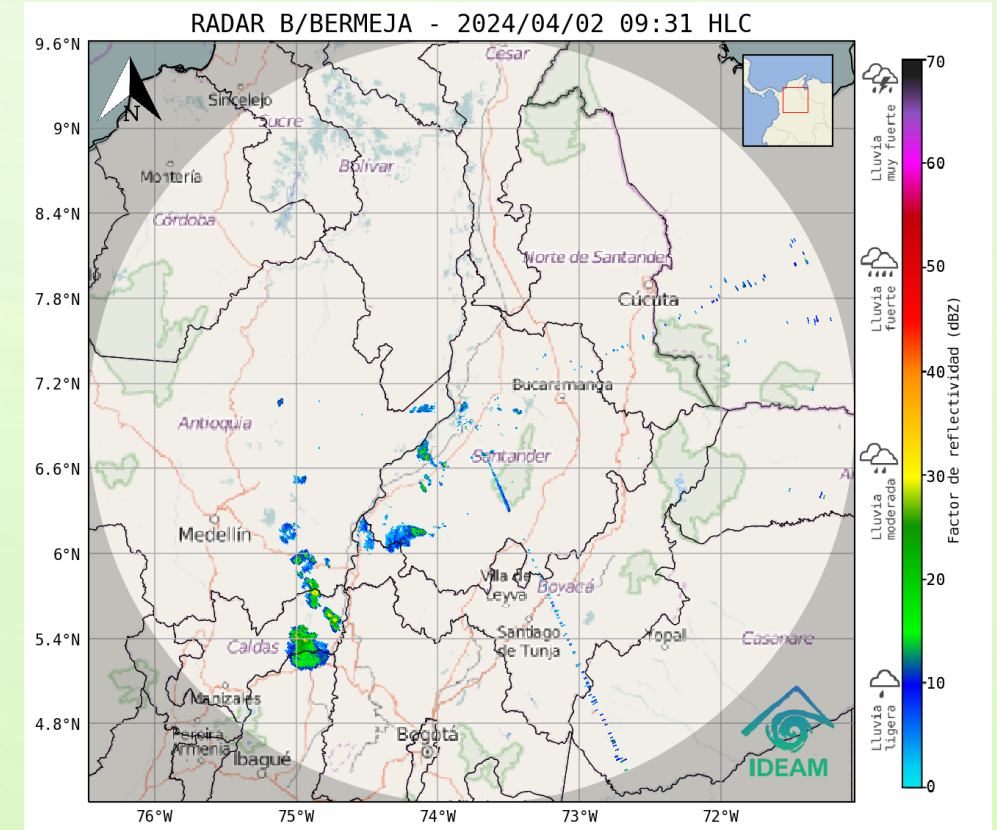 RADAR B/BERMEJA - 2024/04/02 09:31 HLC
9.6°N
9°N
8.4°N
7.8°N
7.2°N
6.6°N
6°N
5.4°N
4.8°N
76°W
75°W
74°W
73°W
72°W
N
Cesar
Sincelejo
Sucre
Bolívar
Montería
Córdoba
Norte de Santander
Cúcuta
Bucaramanga
Antioquia
Santander
Medellín
Villa de
Leyva
Boyacá
Santiago
de Tunja
Yopal
Casanare
Caldas
Manizales
Pereira
Armenia
Ibagué
Bogotá
IDEAM
Lluvia
muy fuerte
Lluvia
fuerte
Lluvia
moderada
Lluvia
ligera
70
60
50
40
30
20
10
0
Factor de reflectividad (dBZ)